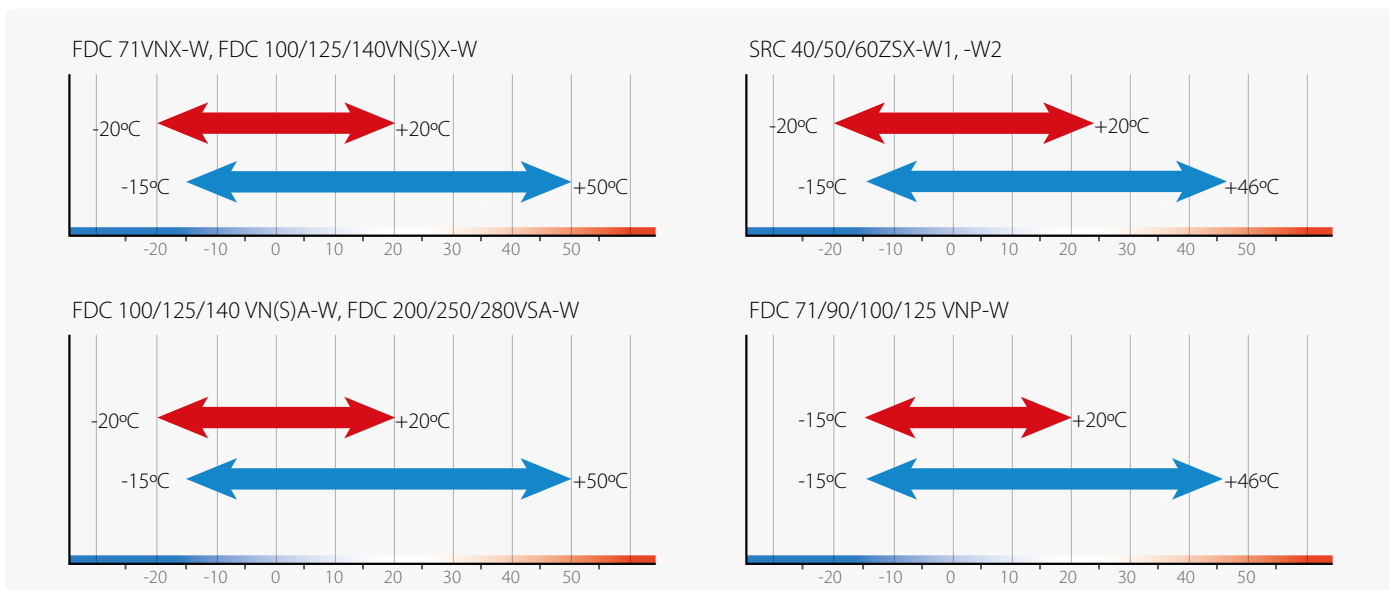 FDC 71VNX-W, FDC 100/125/140VN(S)X-W
-20ºC
+20ºC
-15ºC
+50ºC
-20 -10 0 10 20 30 40 50
SRC 40/50/60ZSX-W1, -W2
-20ºC
+20ºC
-15ºC
+46ºC
-20 -10 0 10 20 30 40 50
FDC 100/125/140 VN(S)A-W, FDC 200/250/280VSA-W
-20ºC
+20ºC
-15ºC
+50ºC
-20 -10 0 10 20 30 40 50
FDC 71/90/100/125 VNP-W
-15ºC
+20ºC
-15ºC
+46ºC
-20 -10 0 10 20 30 40 50